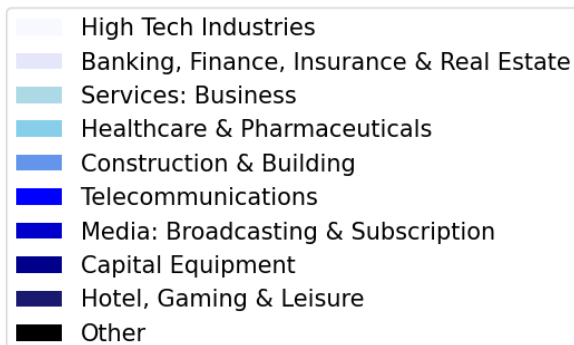 High Tech Industries
Banking, Finance, Insurance & Real Estate
Services: Business
Healthcare & Pharmaceuticals
Construction & Building
Telecommunications
Media: Broadcasting & Subscription
Capital Equipment
Hotel, Gaming & Leisure
Other